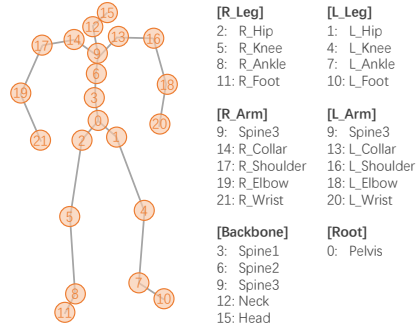 15
12
14
13
17
16
9
6
18
19
3
20
0
21
2
1
5
4
7
8
10
11
[R_Leg]
2: R_Hip
5: R_Knee
8: R_Ankle
11: R_Foot
[L_Leg]
1: L_Hip
4: L_Knee
7: L_Ankle
10: L_Foot
[R_Arm]
9: Spine3
14: R_Collar
17: R_Shoulder
19: R_Elbow
21: R_Wrist
[L_Arm]
9: Spine3
13: L_Collar
16: L_Shoulder
18: L_Elbow
20: L_Wrist
[Backbone]
3: Spine1
6: Spine2
9: Spine3
12: Neck
15: Head
[Root]
0: Pelvis